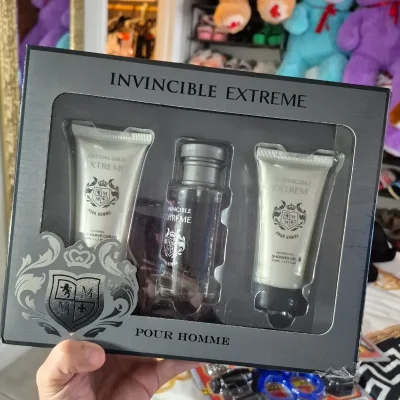 INVINCIBLE EXTREME
INVINCIBLE
EXTREME
POUR HOMME
INVINCIBLE
EXTREME
INVINCIBLE
EXTREME
POUR HOMME
SHOWER GEL
M
M
POUR HOMME